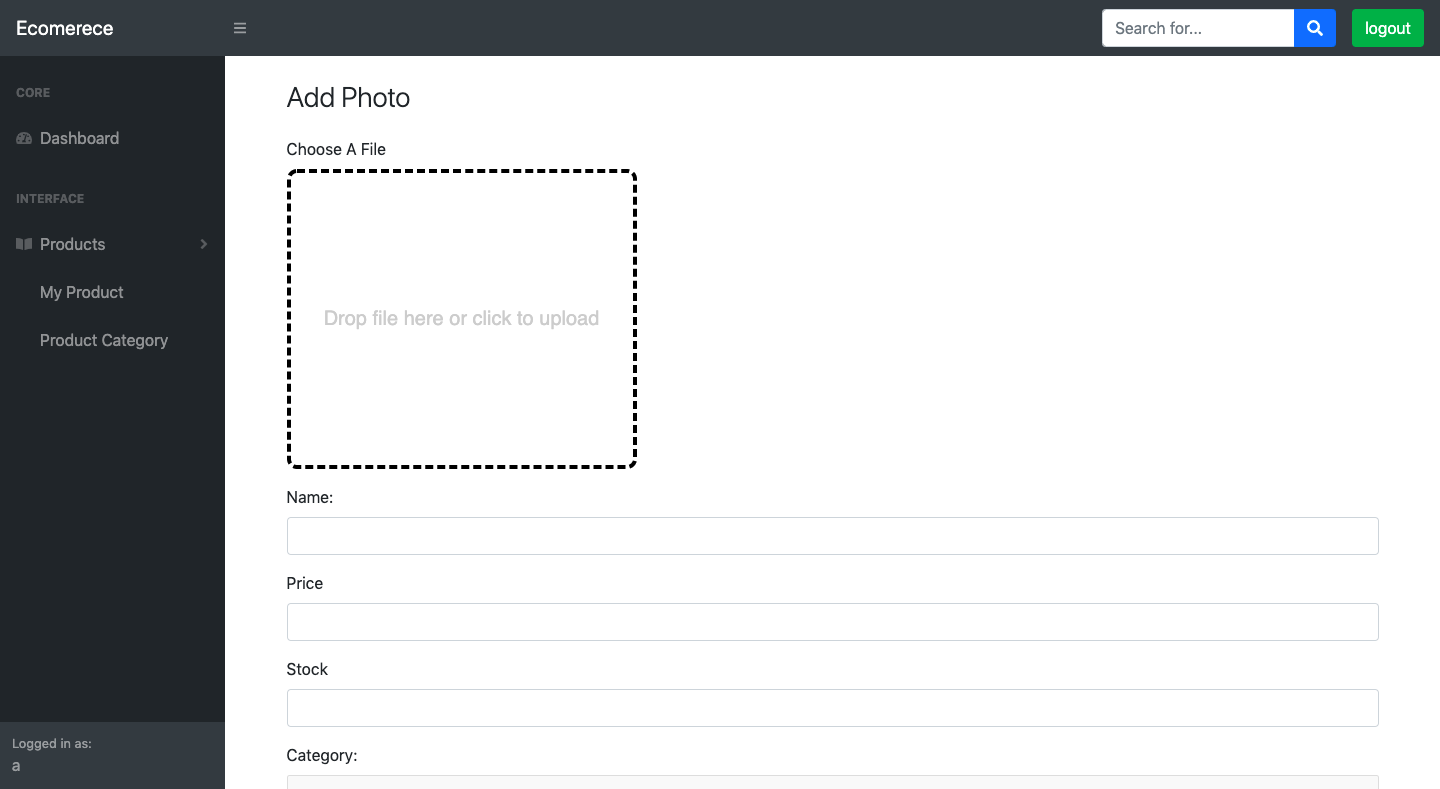 Ecomerece
Search for...
logout
CORE
Dashboard
INTERFACE
Products
My Product
Product Category
Logged in as:
a
Add Photo
Choose A File
Drop file here or click to upload
Name:
Price
Stock
Category: